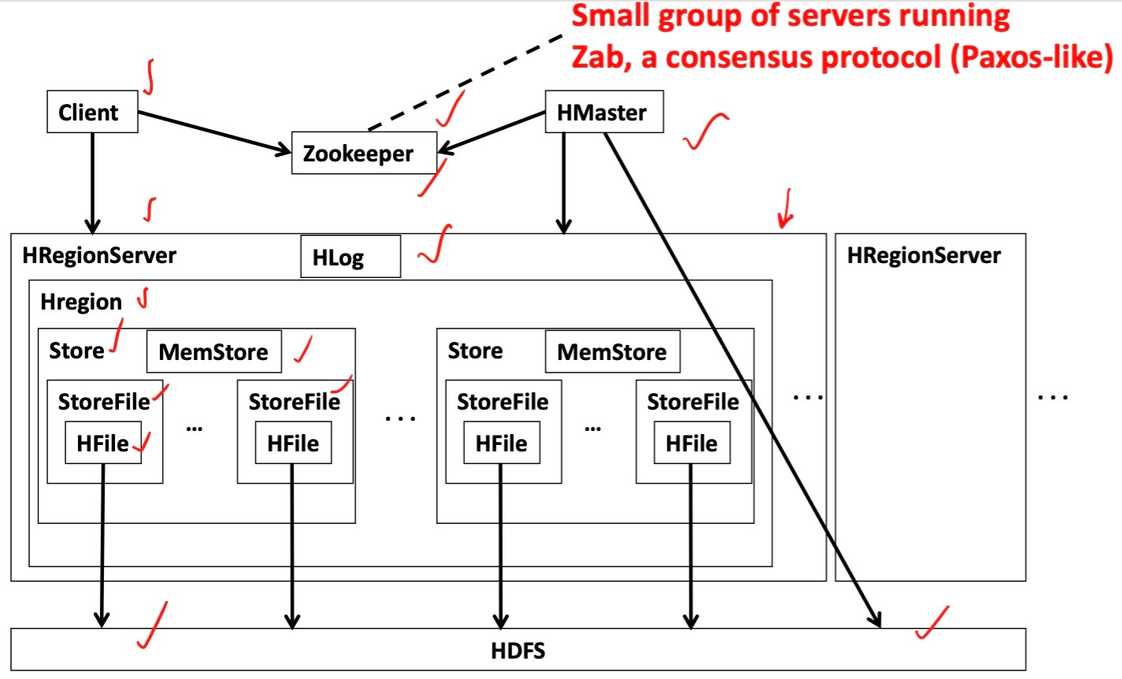 Small group of servers running
Zab, a consensus protocol (Paxos-like)
Client
HMaster
Zookeeper
HRegionServer
HLog
HRegionServer
Hregion
Store
MemStore
Store
MemStore
StoreFile
StoreFile
StoreFile
StoreFile
...
...
...
...
...
HFile
HFile
HFile
HFile
HDFS